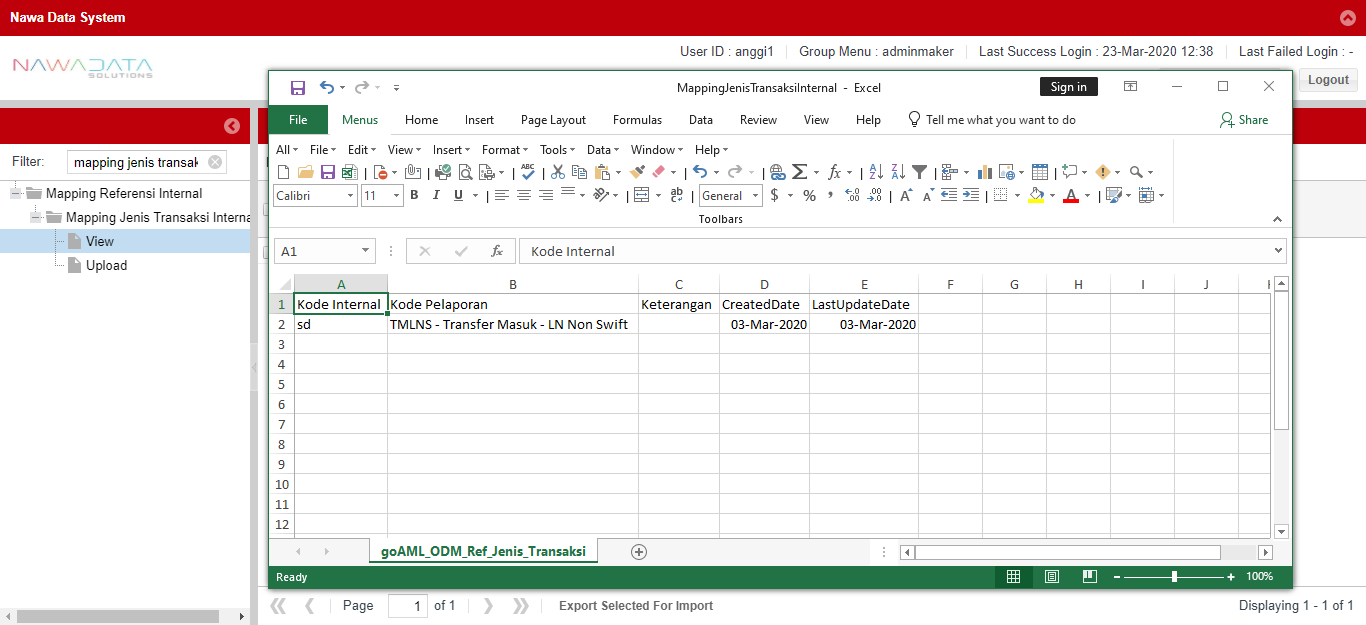 Nawa Data System
User ID : anggi1 Group Menu : adminmaker Last Success Login : 23-Mar-2020 12:38 Last Failed Login : -
NAWADATA
SOLUTIONS
Logout
MappingJenisTransaksiInternal - Excel
Sign in
File Menus Home Insert Page Layout Formulas Data Review View Help Tell me what you want to do Share
Filter: mapping jenis transak
All File Edit View Insert Format Tools Data Window Help
Calibri 11 B I U General $ % ,
Toolbars
Mapping Referensi Internal
Mapping Jenis Transaksi Interna
View
Upload
A1 fx Kode Internal
A B C D E F G H I J
1 Kode Internal Kode Pelaporan Keterangan CreatedDate LastUpdateDate
2 sd TMLNS - Transfer Masuk - LN Non Swift 03-Mar-2020 03-Mar-2020
3
4
5
6
7
8
9
10
11
12
goAML_ODM_Ref_Jenis_Transaksi
Ready 100%
Page 1 of 1 Export Selected For Import Displaying 1 - 1 of 1